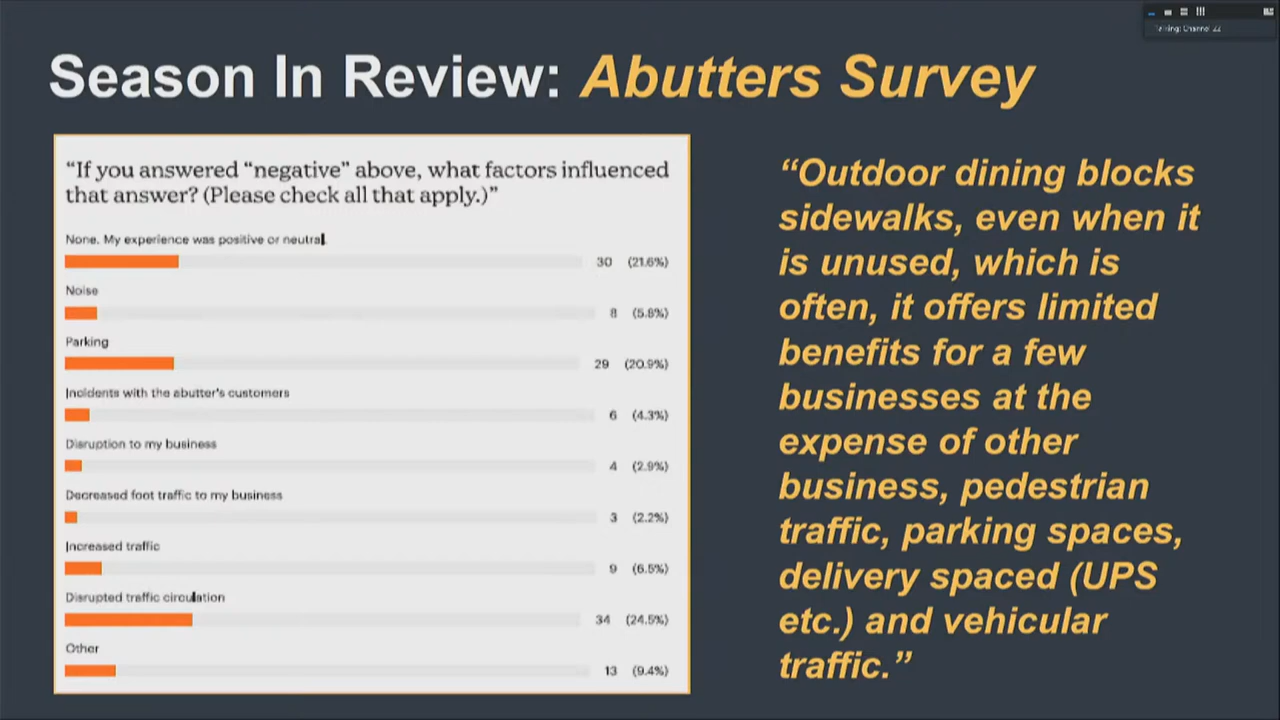 Season In Review: Abutters Survey
“If you answered “negative” above, what factors influenced
that answer? (Please check all that apply.)”
None. My experience was positive or neutral.
30 (21.6%)
Noise
8 (5.8%)
Parking
29 (20.9%)
Incidents with the abutter's customers
6 (4.3%)
Disruption to my business
4 (2.9%)
Decreased foot traffic to my business
3 (2.2%)
Increased traffic
9 (6.5%)
Disrupted traffic circulation
34 (24.5%)
Other
13 (9.4%)
“Outdoor dining blocks
sidewalks, even when it
is unused, which is
often, it offers limited
benefits for a few
businesses at the
expense of other
business, pedestrian
traffic, parking spaces,
delivery spaced (UPS
etc.) and vehicular
traffic.”